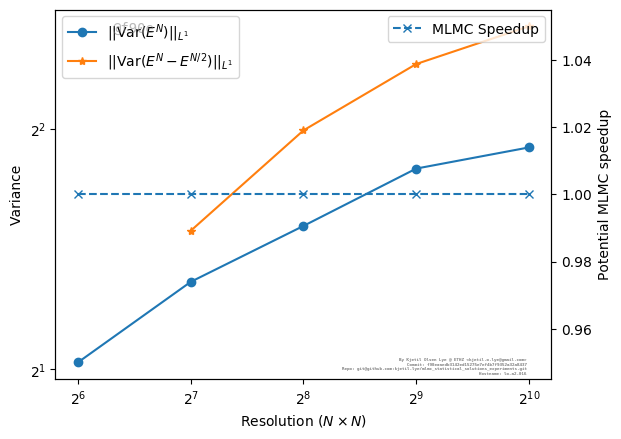 ||Var(E^N)||_{L^1}
||Var(E^N − E^{N/2})||_{L^1}
MLMC Speedup
2^2
2^1
Variance
1.04
1.02
1.00
0.98
0.96
Potential MLMC speedup
2^6 2^7 2^8 2^9 2^10
Resolution (N × N)